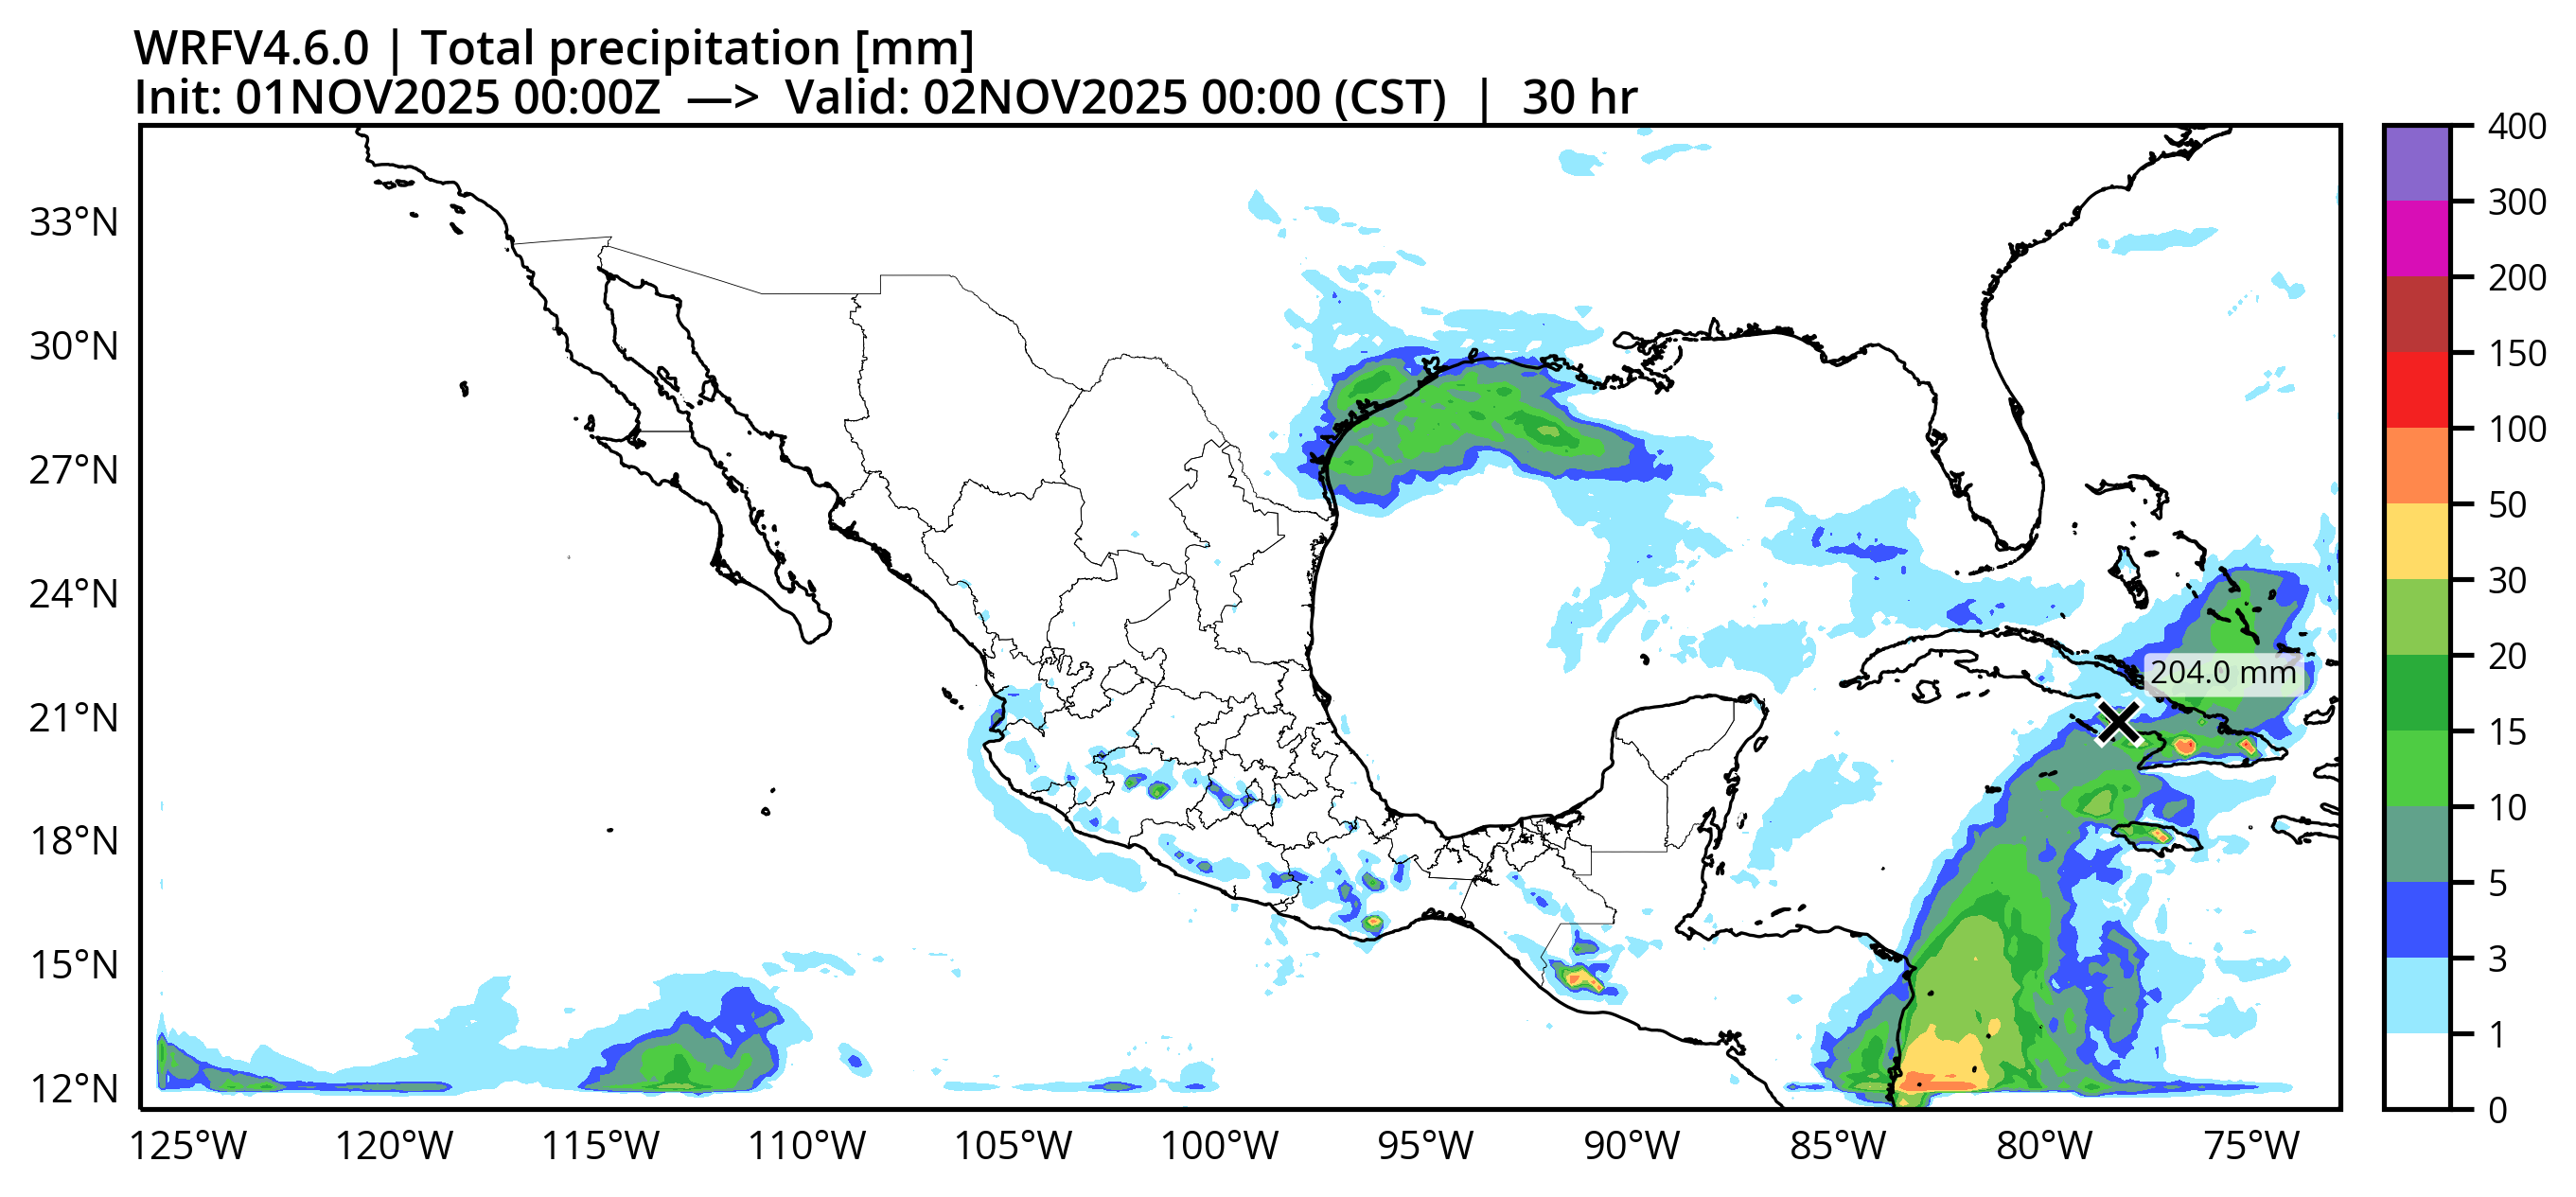 WRFV4.6.0 | Total precipitation [mm]
Init: 01NOV2025 00:00Z —> Valid: 02NOV2025 00:00 (CST) | 30 hr
400
33°N
300
200
30°N
150
27°N
100
50
24°N
30
204.0 mm
20
21°N
15
18°N
10
5
15°N
3
12°N
1
0
125°W 120°W 115°W 110°W 105°W 100°W 95°W 90°W 85°W 80°W 75°W